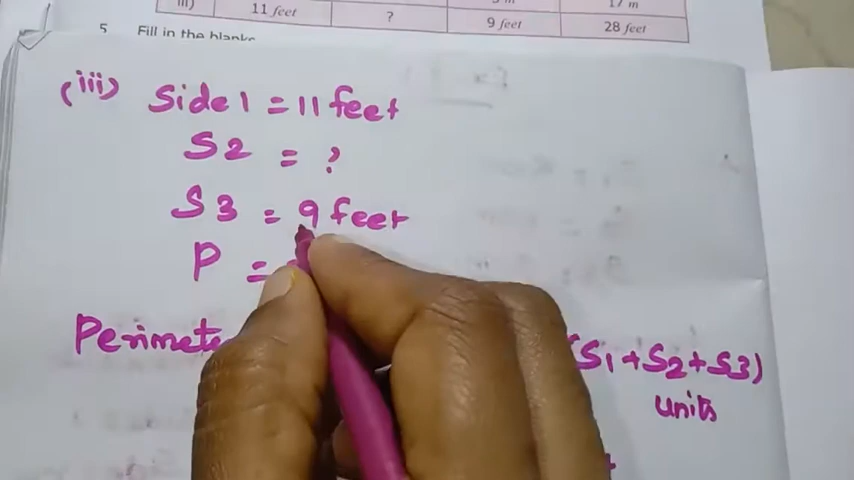 iii) 11 feet ? 9 feet 28 feet
17 m
5 Fill in the blanks
(iii) Side 1 = 11 feet
S2 = ?
S3 = 9 feet
P =
Perimete
S1 + S2 + S3)
units